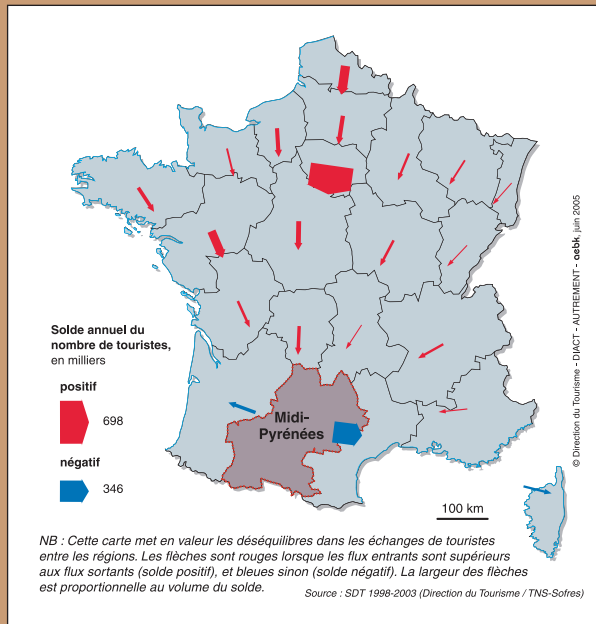 Solde annuel du
nombre de touristes,
en milliers
positif
698
négatif
346
Midi-
Pyrénées
100 km
© Direction du Tourisme - DIACT - AUTREMENT - aebk, juin 2005
NB : Cette carte met en valeur les déséquilibres dans les échanges de touristes
entre les régions. Les flèches sont rouges lorsque les flux entrants sont supérieurs
aux flux sortants (solde positif), et bleues sinon (solde négatif). La largeur des flèches
est proportionnelle au volume du solde.
Source : SDT 1998-2003 (Direction du Tourisme / TNS-Sofres)